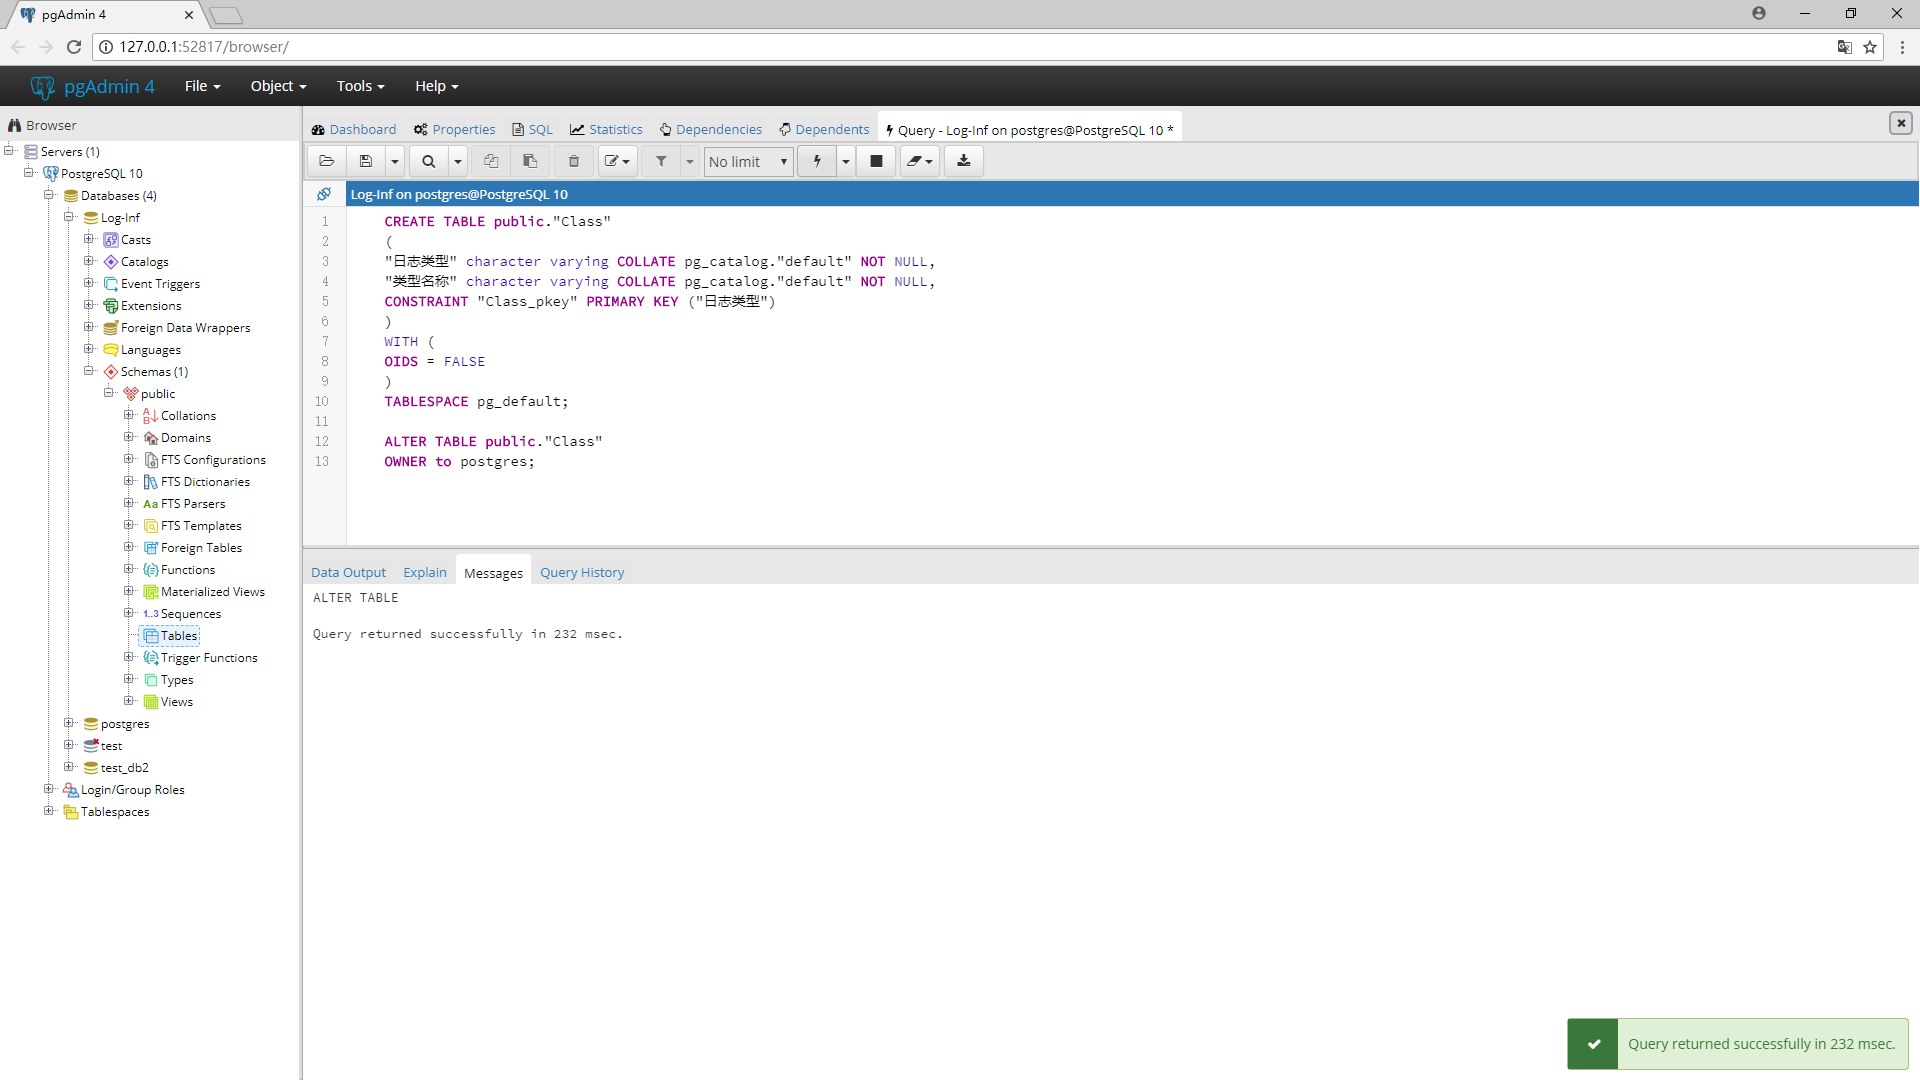 pgAdmin 4
127.0.0.1:52817/browser/
pgAdmin 4 File Object Tools Help
Browser
Servers (1)
PostgreSQL 10
Databases (4)
Log-Inf
Casts
Catalogs
Event Triggers
Extensions
Foreign Data Wrappers
Languages
Schemas (1)
public
Collations
Domains
FTS Configurations
FTS Dictionaries
Aa FTS Parsers
FTS Templates
Foreign Tables
Functions
Materialized Views
1..3 Sequences
Tables
Trigger Functions
Types
Views
postgres
test
test_db2
Login/Group Roles
Tablespaces
Dashboard Properties SQL Statistics Dependencies Dependents Query - Log-Inf on postgres@PostgreSQL 10 *
No limit
Log-Inf on postgres@PostgreSQL 10
1 CREATE TABLE public."Class"
2 (
3 "日志类型" character varying COLLATE pg_catalog."default" NOT NULL,
4 "类型名称" character varying COLLATE pg_catalog."default" NOT NULL,
5 CONSTRAINT "Class_pkey" PRIMARY KEY ("日志类型")
6 )
7 WITH (
8 OIDS = FALSE
9 )
10 TABLESPACE pg_default;
11
12 ALTER TABLE public."Class"
13 OWNER to postgres;
Data Output Explain Messages Query History
ALTER TABLE
Query returned successfully in 232 msec.
Query returned successfully in 232 msec.